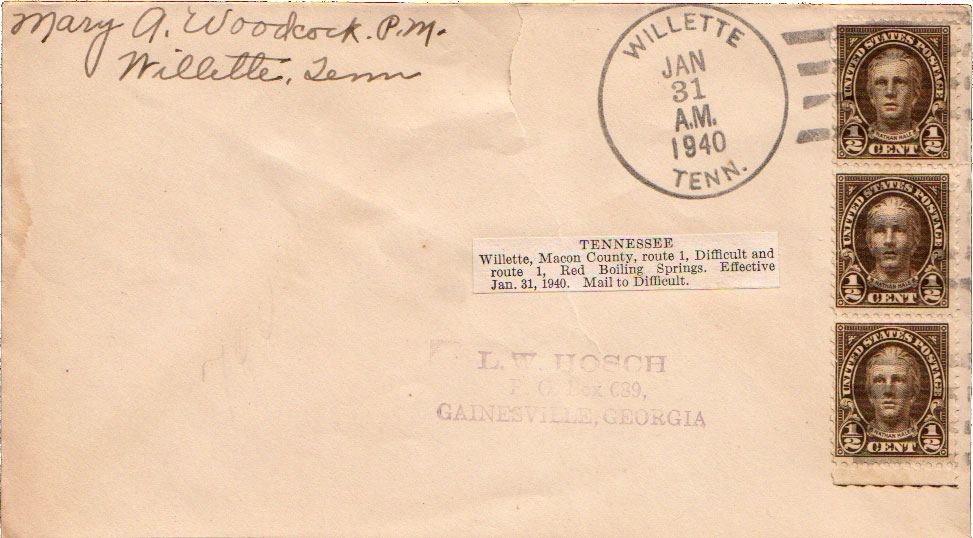 Mary A. Woodcock. P.M.
Willette, Tenn
WILLETTE
JAN
31
A.M.
1940
TENN.
UNITED STATES POSTAGE
NATHAN HALE
1/2 CENT 1/2
UNITED STATES POSTAGE
NATHAN HALE
1/2 CENT 1/2
UNITED STATES POSTAGE
NATHAN HALE
1/2 CENT 1/2
TENNESSEE
Willette, Macon County, route 1, Difficult and
route 1, Red Boiling Springs. Effective
Jan. 31, 1940. Mail to Difficult.
L. W. HOSCH
P. O. Box 689,
GAINESVILLE, GEORGIA